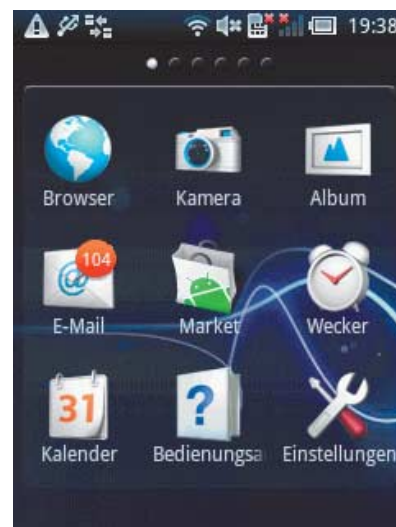 19:38
Browser Kamera Album
104
E-Mail Market Wecker
31
Kalender Bedienungsa Einstellungen